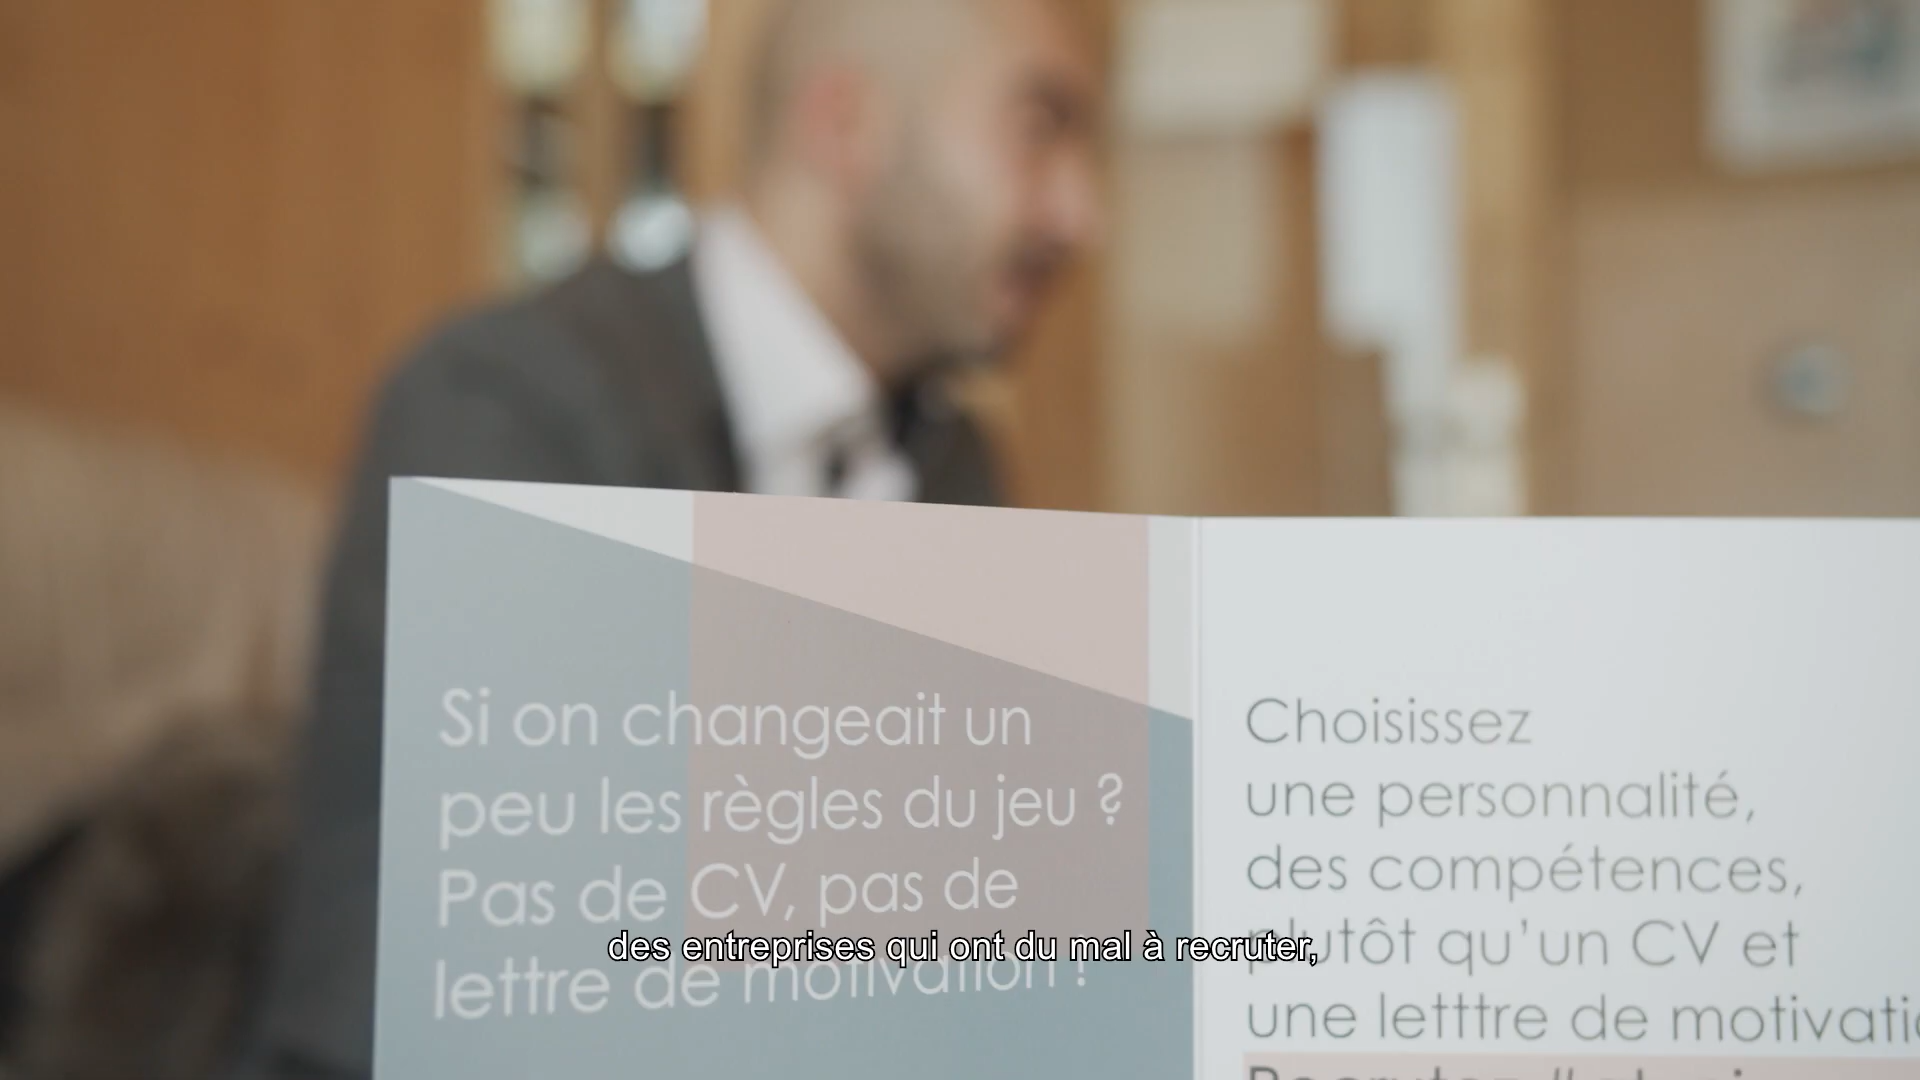 Si on changeait un
peu les règles du jeu ?
Pas de CV, pas de
lettre de motivation !
Choisissez
une personnalité,
des compétences,
plutôt qu'un CV et
une letttre de
des entreprises qui ont du mal à recruter,